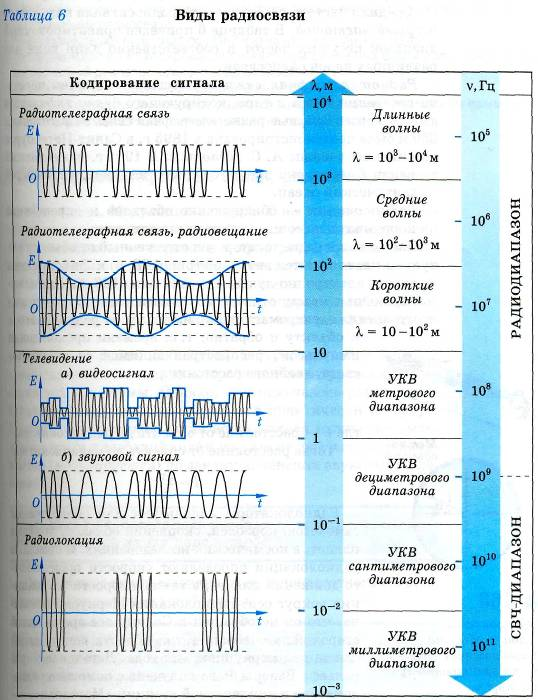 Таблица 6
Виды радиосвязи
Кодирование сигнала
λ, м
ν, Гц
Радиотелеграфная связь
E
O
t
Радиотелеграфная связь, радиовещание
E
O
t
Телевидение
а) видеосигнал
E
O
t
б) звуковой сигнал
E
O
t
Радиолокация
E
O
t
10⁴
10³
10²
10
1
10⁻¹
10⁻²
10⁻³
Длинные
волны
λ = 10³–10⁴ м
Средние
волны
λ = 10²–10³ м
Короткие
волны
λ = 10–10² м
УКВ
метрового
диапазона
УКВ
дециметрового
диапазона
УКВ
сантиметрового
диапазона
УКВ
миллиметрового
диапазона
10⁵
10⁶
10⁷
10⁸
10⁹
10¹⁰
10¹¹
РАДИОДИАПАЗОН
СВЧ-ДИАПАЗОН